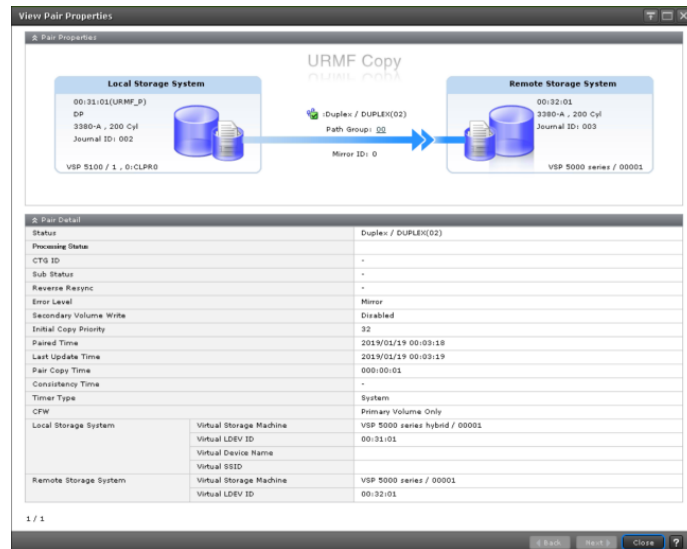 View Pair Properties
Pair Properties
URMF Copy
Local Storage System
00:31:01(URMF_P)
DP
3380-A , 200 Cyl
Journal ID: 002
VSP 5100 / 1 , 0:CLPR0
:Duplex / DUPLEX(02)
Path Group: 00
Mirror ID: 0
Remote Storage System
00:32:01
3380-A , 200 Cyl
Journal ID: 003
VSP 5000 series / 00001
Pair Detail
Status Duplex / DUPLEX(02)
Processing Status
CTG ID -
Sub Status -
Reverse Resync -
Error Level Mirror
Secondary Volume Write Disabled
Initial Copy Priority 32
Paired Time 2019/01/19 00:03:18
Last Update Time 2019/01/19 00:03:19
Pair Copy Time 000:00:01
Consistency Time -
Timer Type System
CFW Primary Volume Only
Local Storage System Virtual Storage Machine VSP 5000 series hybrid / 00001
Virtual LDEV ID 00:31:01
Virtual Device Name
Virtual SSID
Remote Storage System Virtual Storage Machine VSP 5000 series / 00001
Virtual LDEV ID 00:32:01
1 / 1
Back Next Close ?